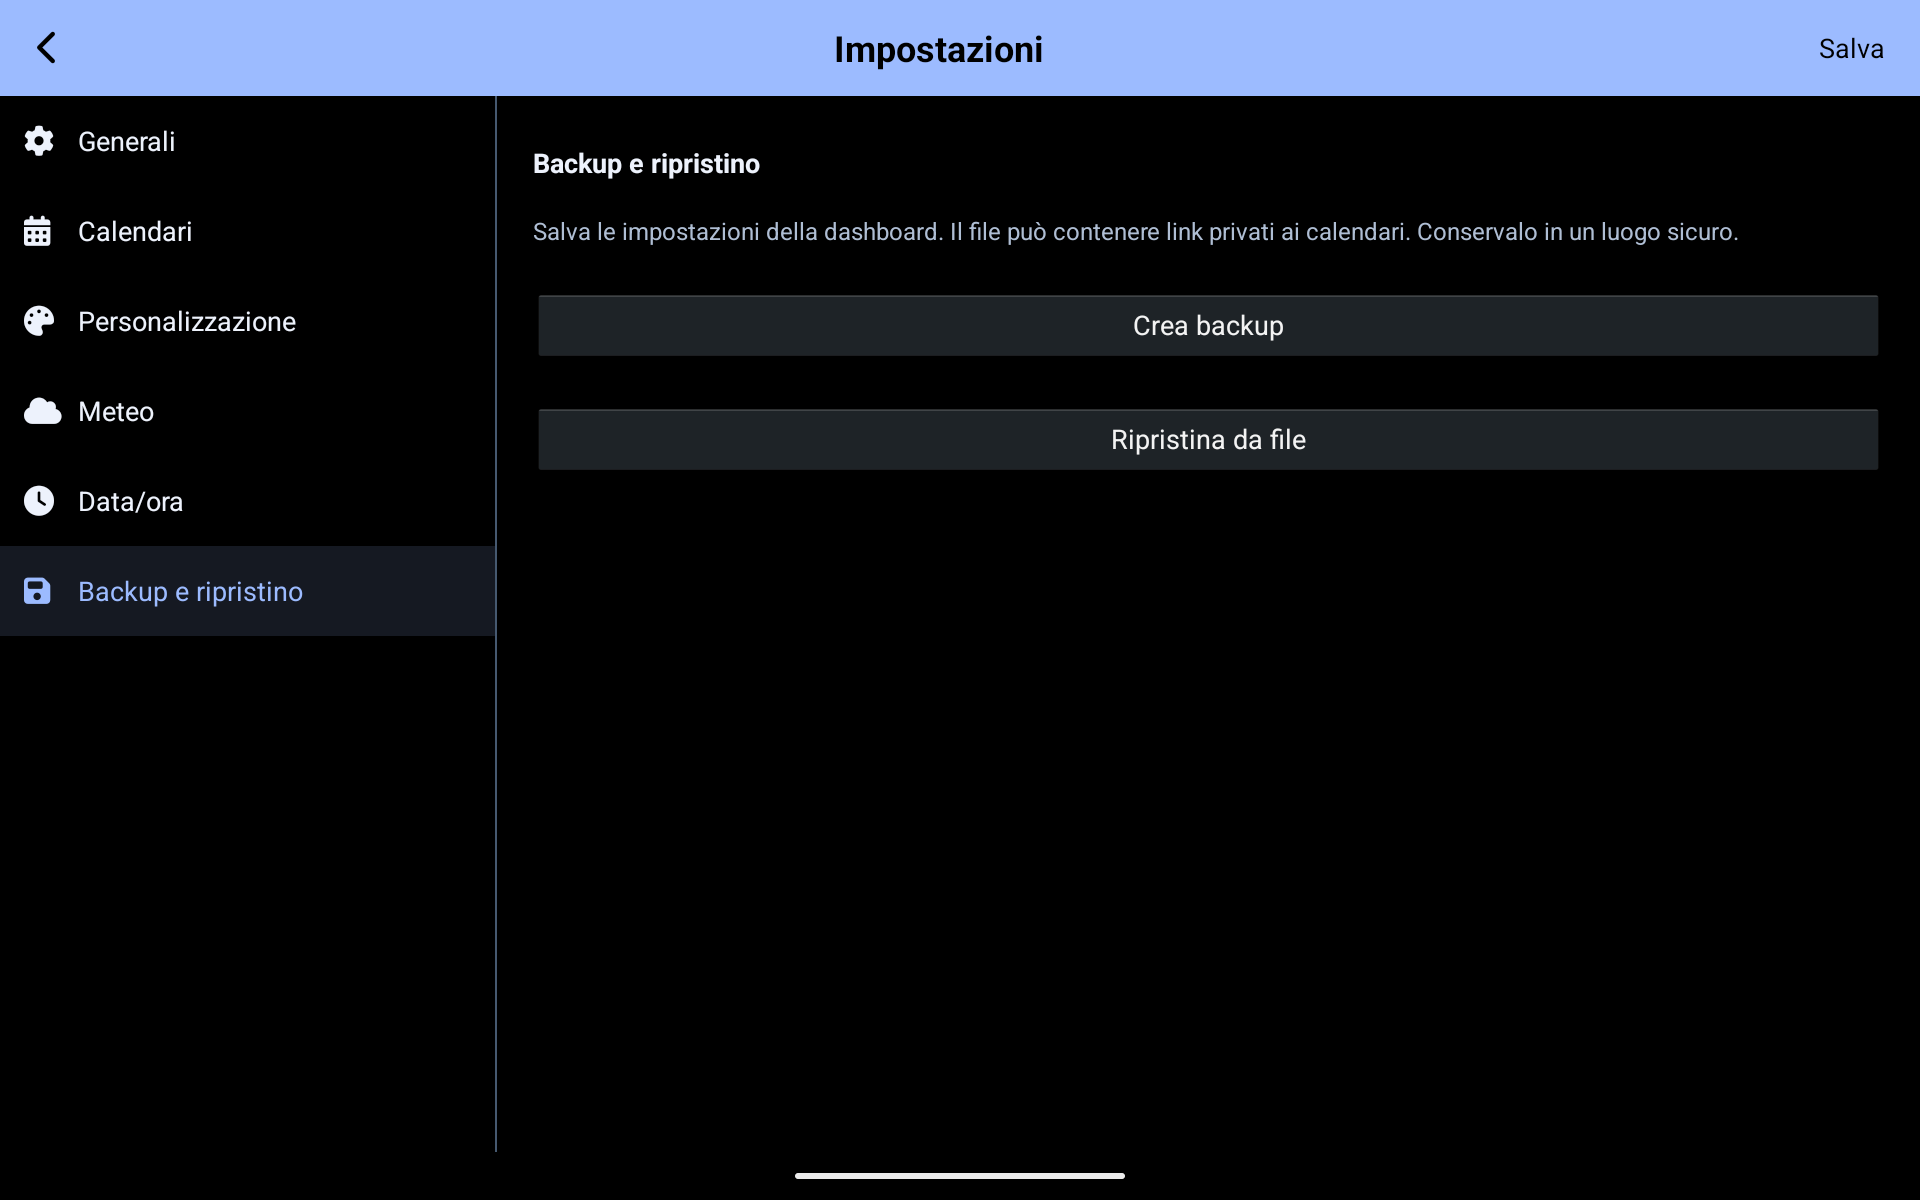 Impostazioni
Salva
Generali
Calendari
Personalizzazione
Meteo
Data/ora
Backup e ripristino
Backup e ripristino
Salva le impostazioni della dashboard. Il file può contenere link privati ai calendari. Conservalo in un luogo sicuro.
Crea backup
Ripristina da file